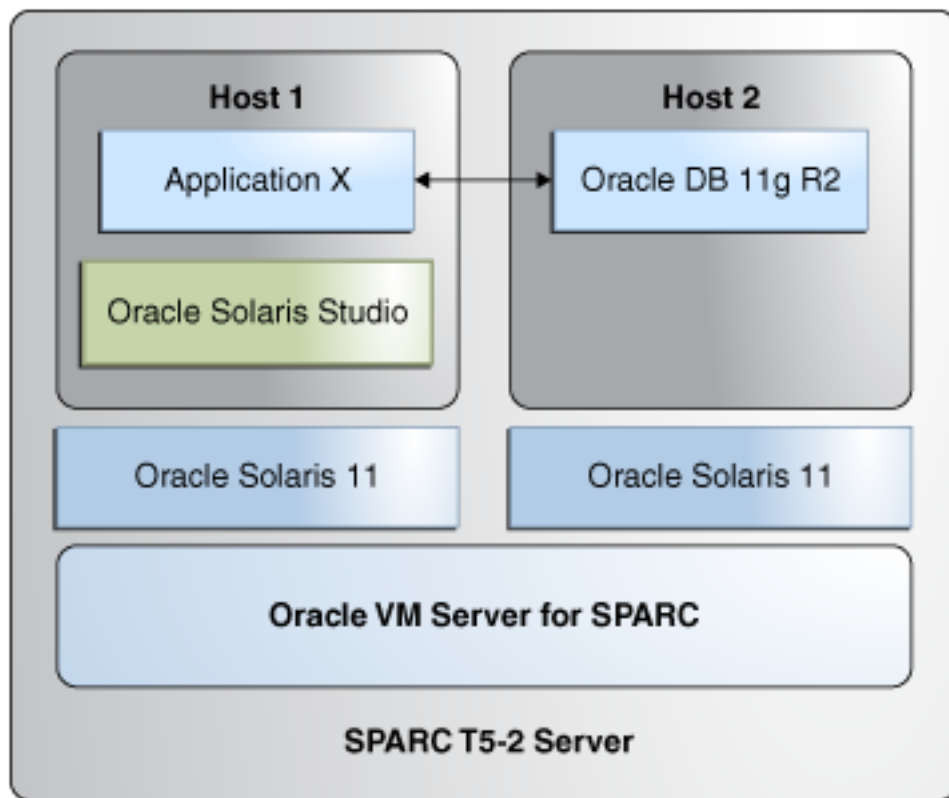 Host 1
Application X
Oracle Solaris Studio
Host 2
Oracle DB 11g R2
Oracle Solaris 11
Oracle Solaris 11
Oracle VM Server for SPARC
SPARC T5-2 Server